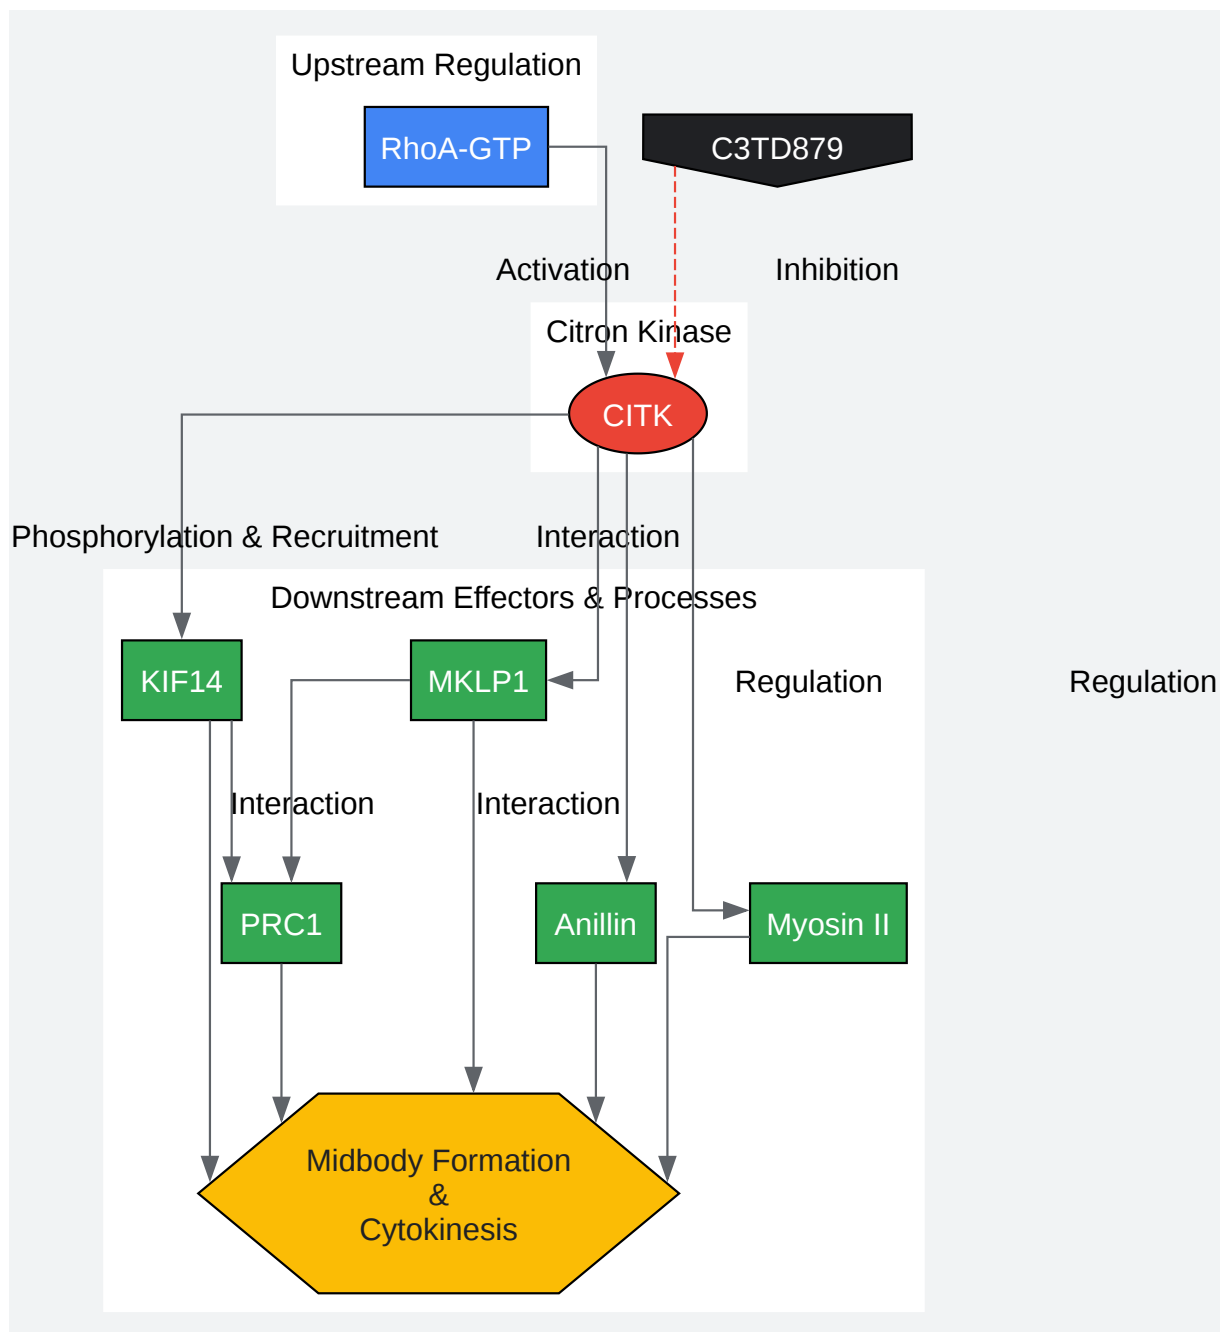 Upstream Regulation
RhoA-GTP
C3TD879
Activation
Inhibition
Citron Kinase
CITK
Phosphorylation & Recruitment
Interaction
Downstream Effectors & Processes
KIF14
MKLP1
Regulation
Regulation
Interaction
Interaction
PRC1
Anillin
Myosin II
Midbody Formation
&
Cytokinesis